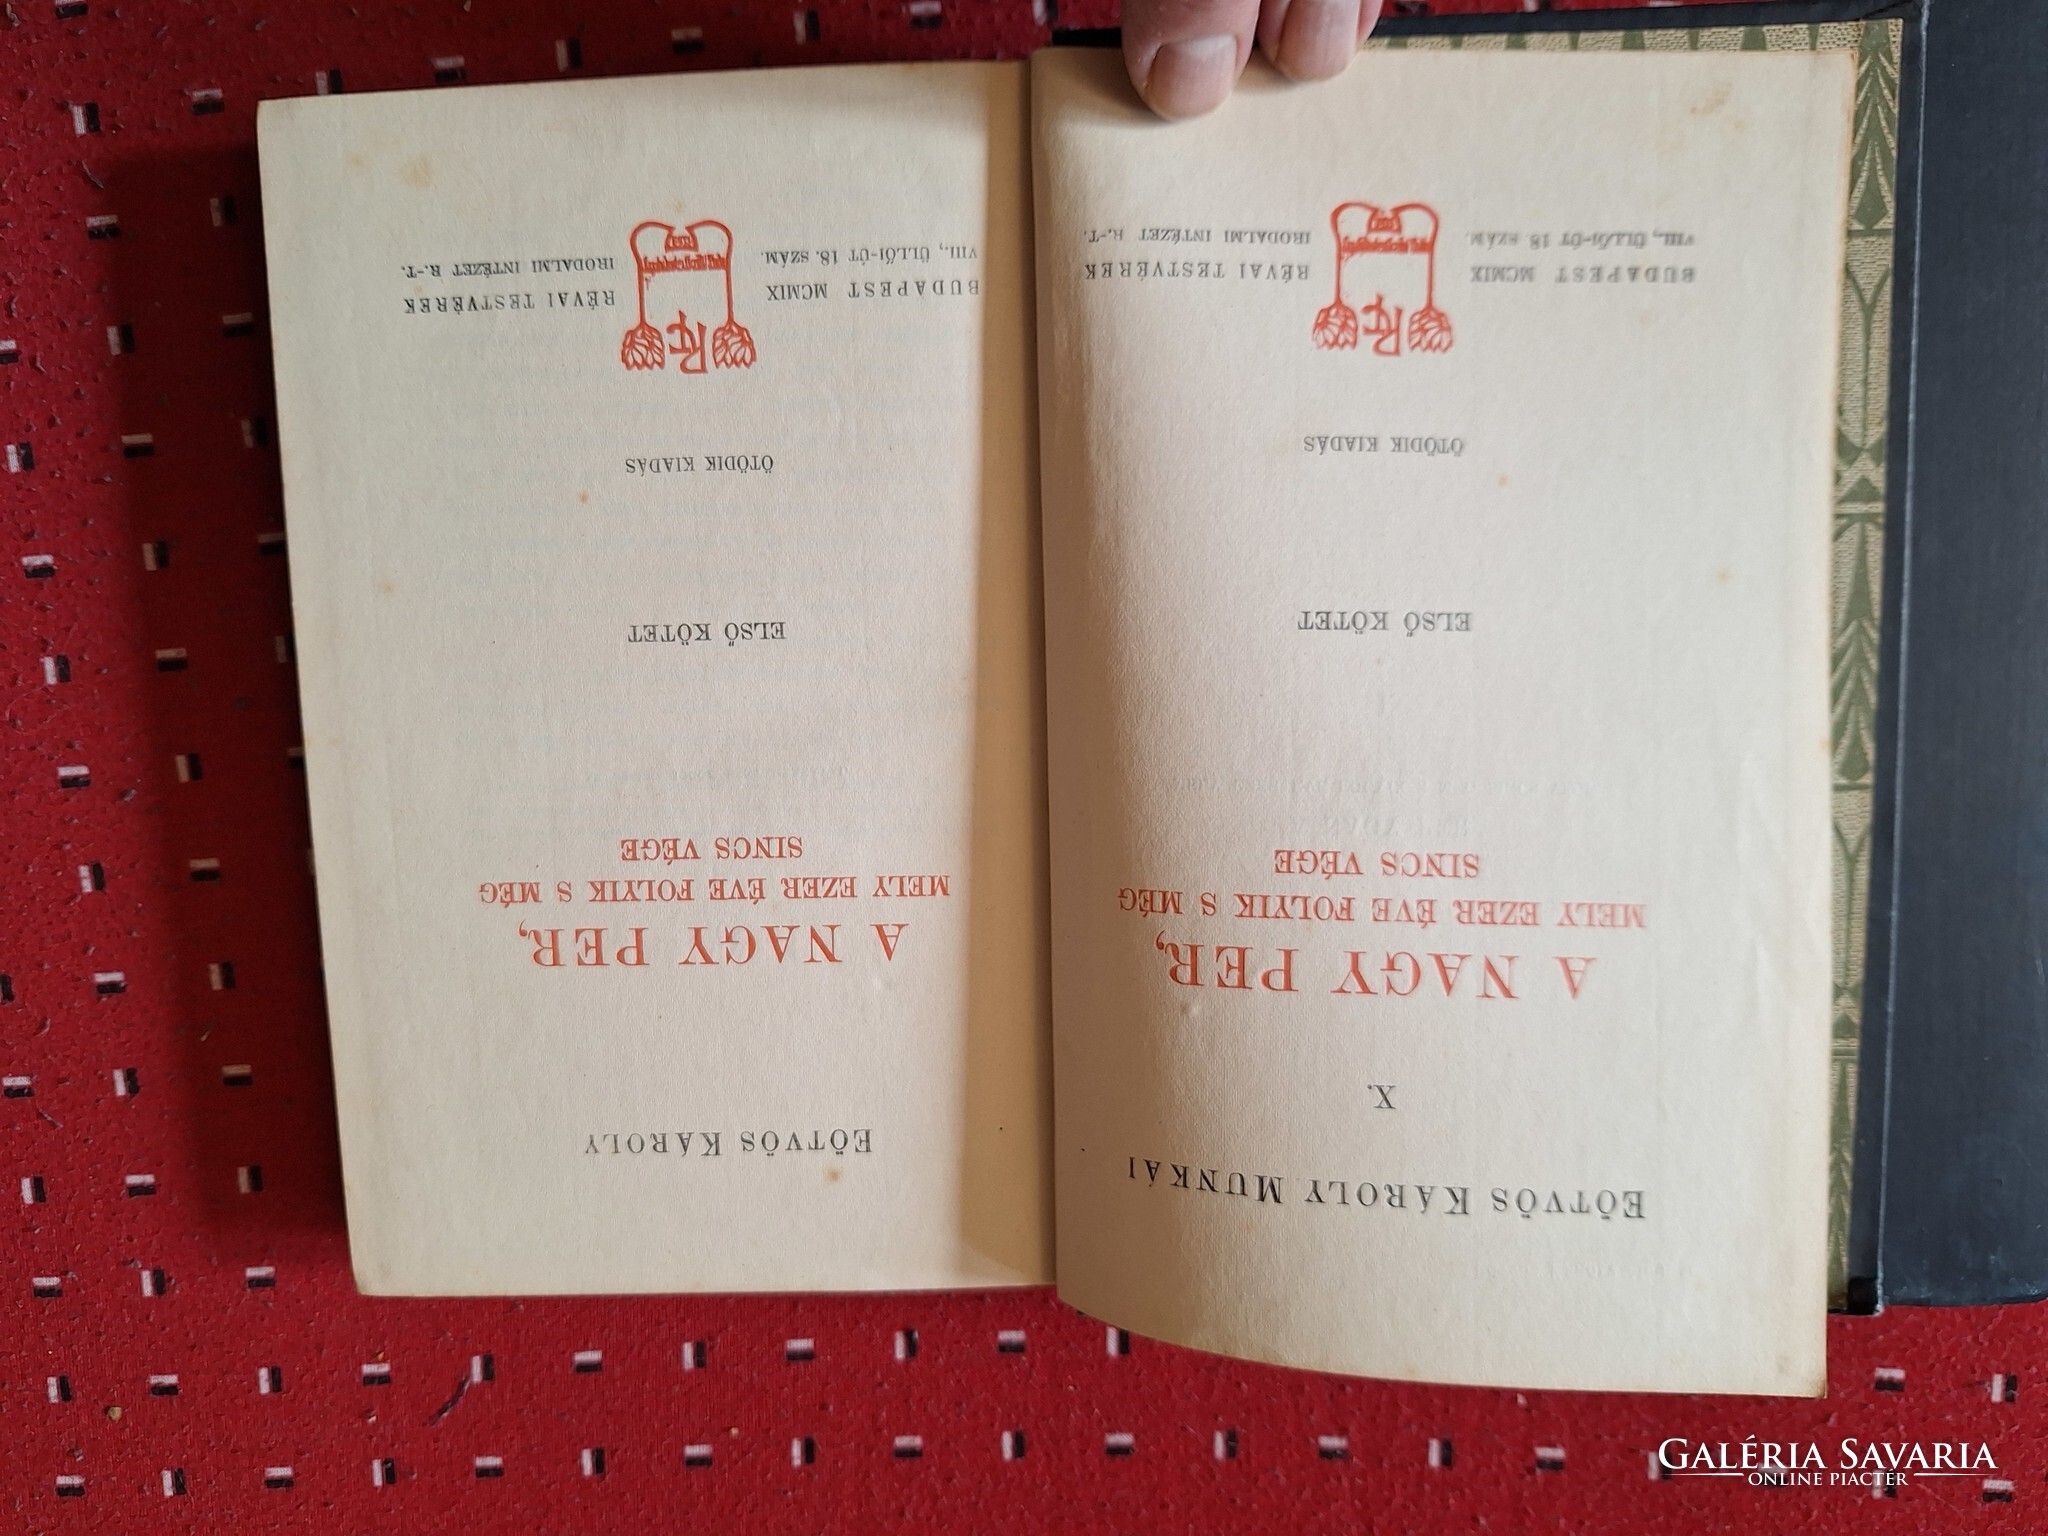 EÖTVÖS KÁROLY MUNKÁI
X.
A NAGY PER,
MELY EZER ÉVE FOLYIK S MÉG
SINCS VÉGE
ELSŐ KÖTET
ÖTÖDIK KIADÁS
RT
BUDAPEST MCMIX
VIII., ÜLLŐI-ÚT 18. SZÁM.
RÉVAI TESTVÉREK
IRODALMI INTÉZET R.-T.
EÖTVÖS KÁROLY
A NAGY PER,
MELY EZER ÉVE FOLYIK S MÉG
SINCS VÉGE
ELSŐ KÖTET
ÖTÖDIK KIADÁS
RT
BUDAPEST MCMIX
VIII., ÜLLŐI-ÚT 18. SZÁM.
RÉVAI TESTVÉREK
IRODALMI INTÉZET R.-T.
GALÉRIA SAVARIA
ONLINE PIACTÉR